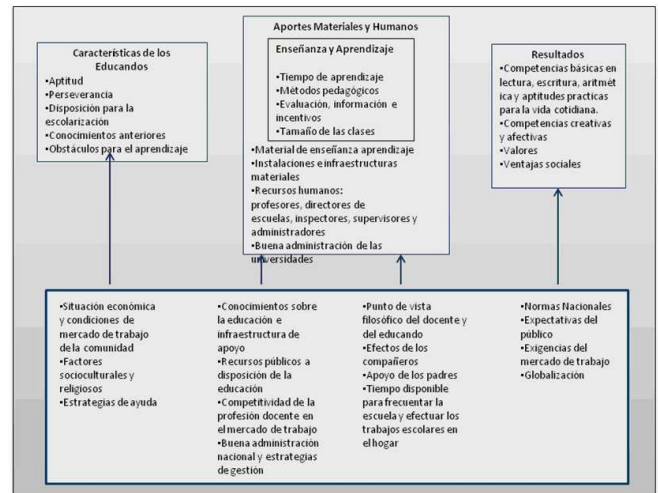 Características de los
Educandos
•Aptitud
•Perseverancia
•Disposición para la
escolarización
•Conocimientos anteriores
•Obstáculos para el aprendizaje
Aportes Materiales y Humanos
Enseñanza y Aprendizaje
•Tiempo de aprendizaje
•Métodos pedagógicos
•Evaluación, información e
incentivos
•Tamaño de las clases
•Material de enseñanza aprendizaje
•Instalaciones e infraestructuras
materiales
•Recursos humanos:
profesores, directores de
escuelas, inspectores, supervisores y
administradores
•Buena administración de las
universidades
Resultados
•Competencias básicas en
lectura, escritura, aritmét
ica y aptitudes practicas
para la vida cotidiana.
•Competencias creativas
y afectivas
•Valores
•Ventajas sociales
•Situación económica
y condiciones de
mercado de trabajo
de la comunidad
•Factores
socioculturales y
religiosos
•Estrategias de ayuda
•Conocimientos sobre
la educación e
infraestructura de
apoyo
•Recursos públicos a
disposición de la
educación
•Competitividad de la
profesión docente en
el mercado de trabajo
•Buena administración
nacional y estrategias
de gestión
•Punto de vista
filosófico del docente y
del educando
•Efectos de los
compañeros
•Apoyo de los padres
•Tiempo disponible
para frecuentar la
escuela y efectuar los
trabajos escolares en
el hogar
•Normas Nacionales
•Expectativas del
público
•Exigencias del
mercado de trabajo
•Globalización